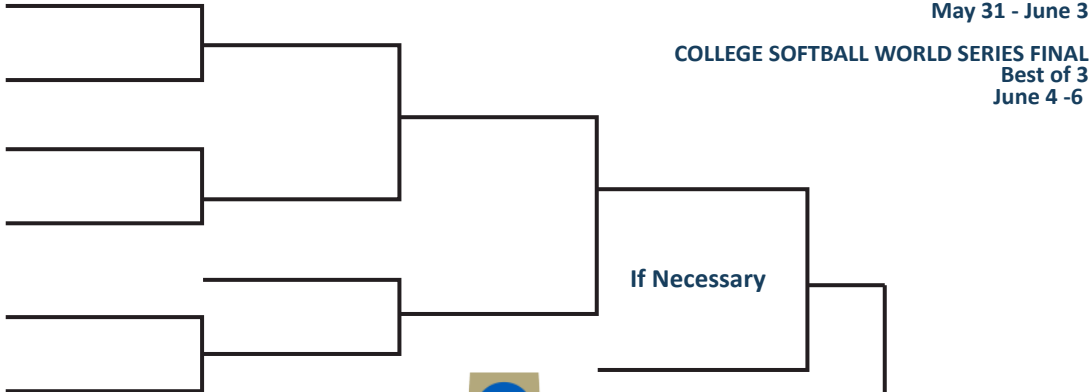 May 31 - June 3
COLLEGE SOFTBALL WORLD SERIES FINAL
Best of 3
June 4 -6
If Necessary